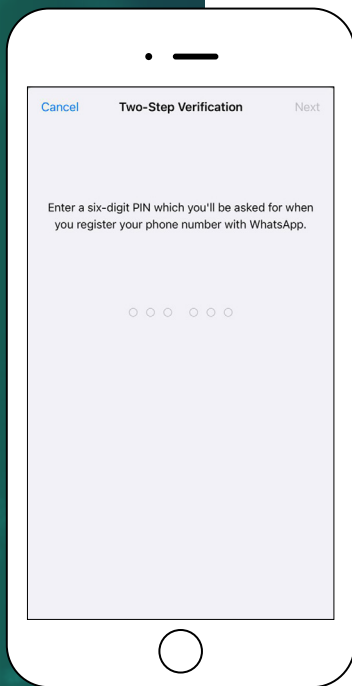 Cancel Two-Step Verification Next
Enter a six-digit PIN which you'll be asked for when
you register your phone number with WhatsApp.